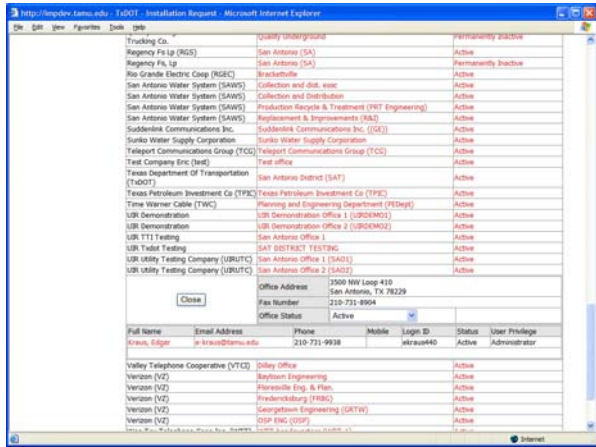 http://impdev.tamu.edu - TxDOT - Installation Request - Microsoft Internet Explorer
File Edit View Favorites Tools Help
Trucking Co. Quality Underground Permanently Inactive
Regency Fs Lp (RGS) San Antonio (SA) Active
Regency Fs, Lp San Antonio (SA) Permanently Inactive
Rio Grande Electric Coop (RGEC) Brackettville Active
San Antonio Water System (SAWS) Collection and dist. eoec Active
San Antonio Water System (SAWS) Collection and Distribution Active
San Antonio Water System (SAWS) Production Recycle & Treatment (PRT Engineering) Active
San Antonio Water System (SAWS) Replacement & Improvements (R&I) Active
Suddenlink Communications Inc. Suddenlink Communications Inc. ((GE)) Active
Sunko Water Supply Corporation Sunko Water Supply Corporation Active
Teleport Communications Group (TCG) Teleport Communications Group (TCG) Active
Test Company Eric (test) Test office Active
Texas Department Of Transportation (TxDOT) San Antonio District (SAT) Active
Texas Petroleum Investment Co (TPIC) Texas Petroleum Investment Co (TPIC) Active
Time Warner Cable (TWC) Planning and Engineering Department (PEDept) Active
UIR Demonstration UIR Demonstration Office 1 (UIRDEMO1) Active
UIR Demonstration UIR Demonstration Office 2 (UIRDEMO2) Active
UIR TTI Testing San Antonio Office 1 Active
UIR Txdot Testing SAT DISTRICT TESTING Active
UIR Utility Testing Company (UIRUTC) San Antonio Office 1 (SAO1) Active
UIR Utility Testing Company (UIRUTC) San Antonio Office 2 (SAO2) Active
Close
Office Address 3500 NW Loop 410
San Antonio, TX 78229
Fax Number 210-731-8904
Office Status Active
Full Name Email Address Phone Mobile Login ID Status User Privilege
Kraus, Edgar e-kraus@tamu.edu 210-731-9938 ekraus440 Active Administrator
Valley Telephone Cooperative (VTCI) Dilley Office Active
Verizon (VZ) Baytown Engineering Active
Verizon (VZ) Floresville Eng. & Plan. Active
Verizon (VZ) Fredericksburg (FRBG) Active
Verizon (VZ) Georgetown Engineering (GRTW) Active
Verizon (VZ) OSP ENG (OSP) Active
Internet